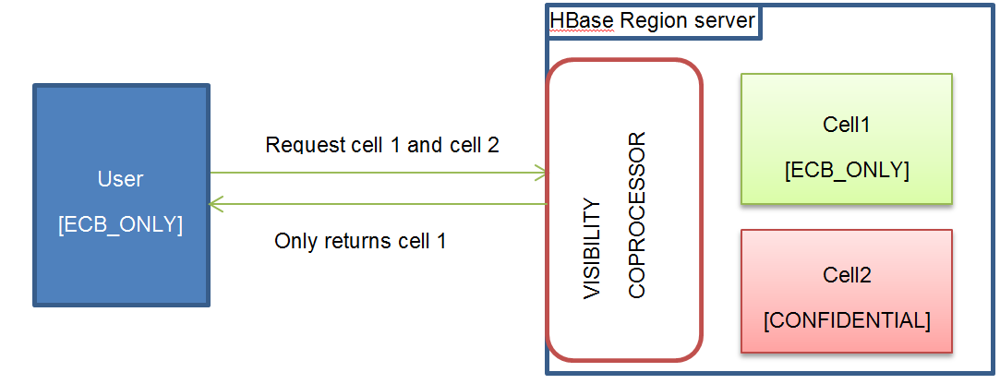 HBase Region server
User
[ECB_ONLY]
Request cell 1 and cell 2
Only returns cell 1
VISIBILITY
COPROCESSOR
Cell1
[ECB_ONLY]
Cell2
[CONFIDENTIAL]